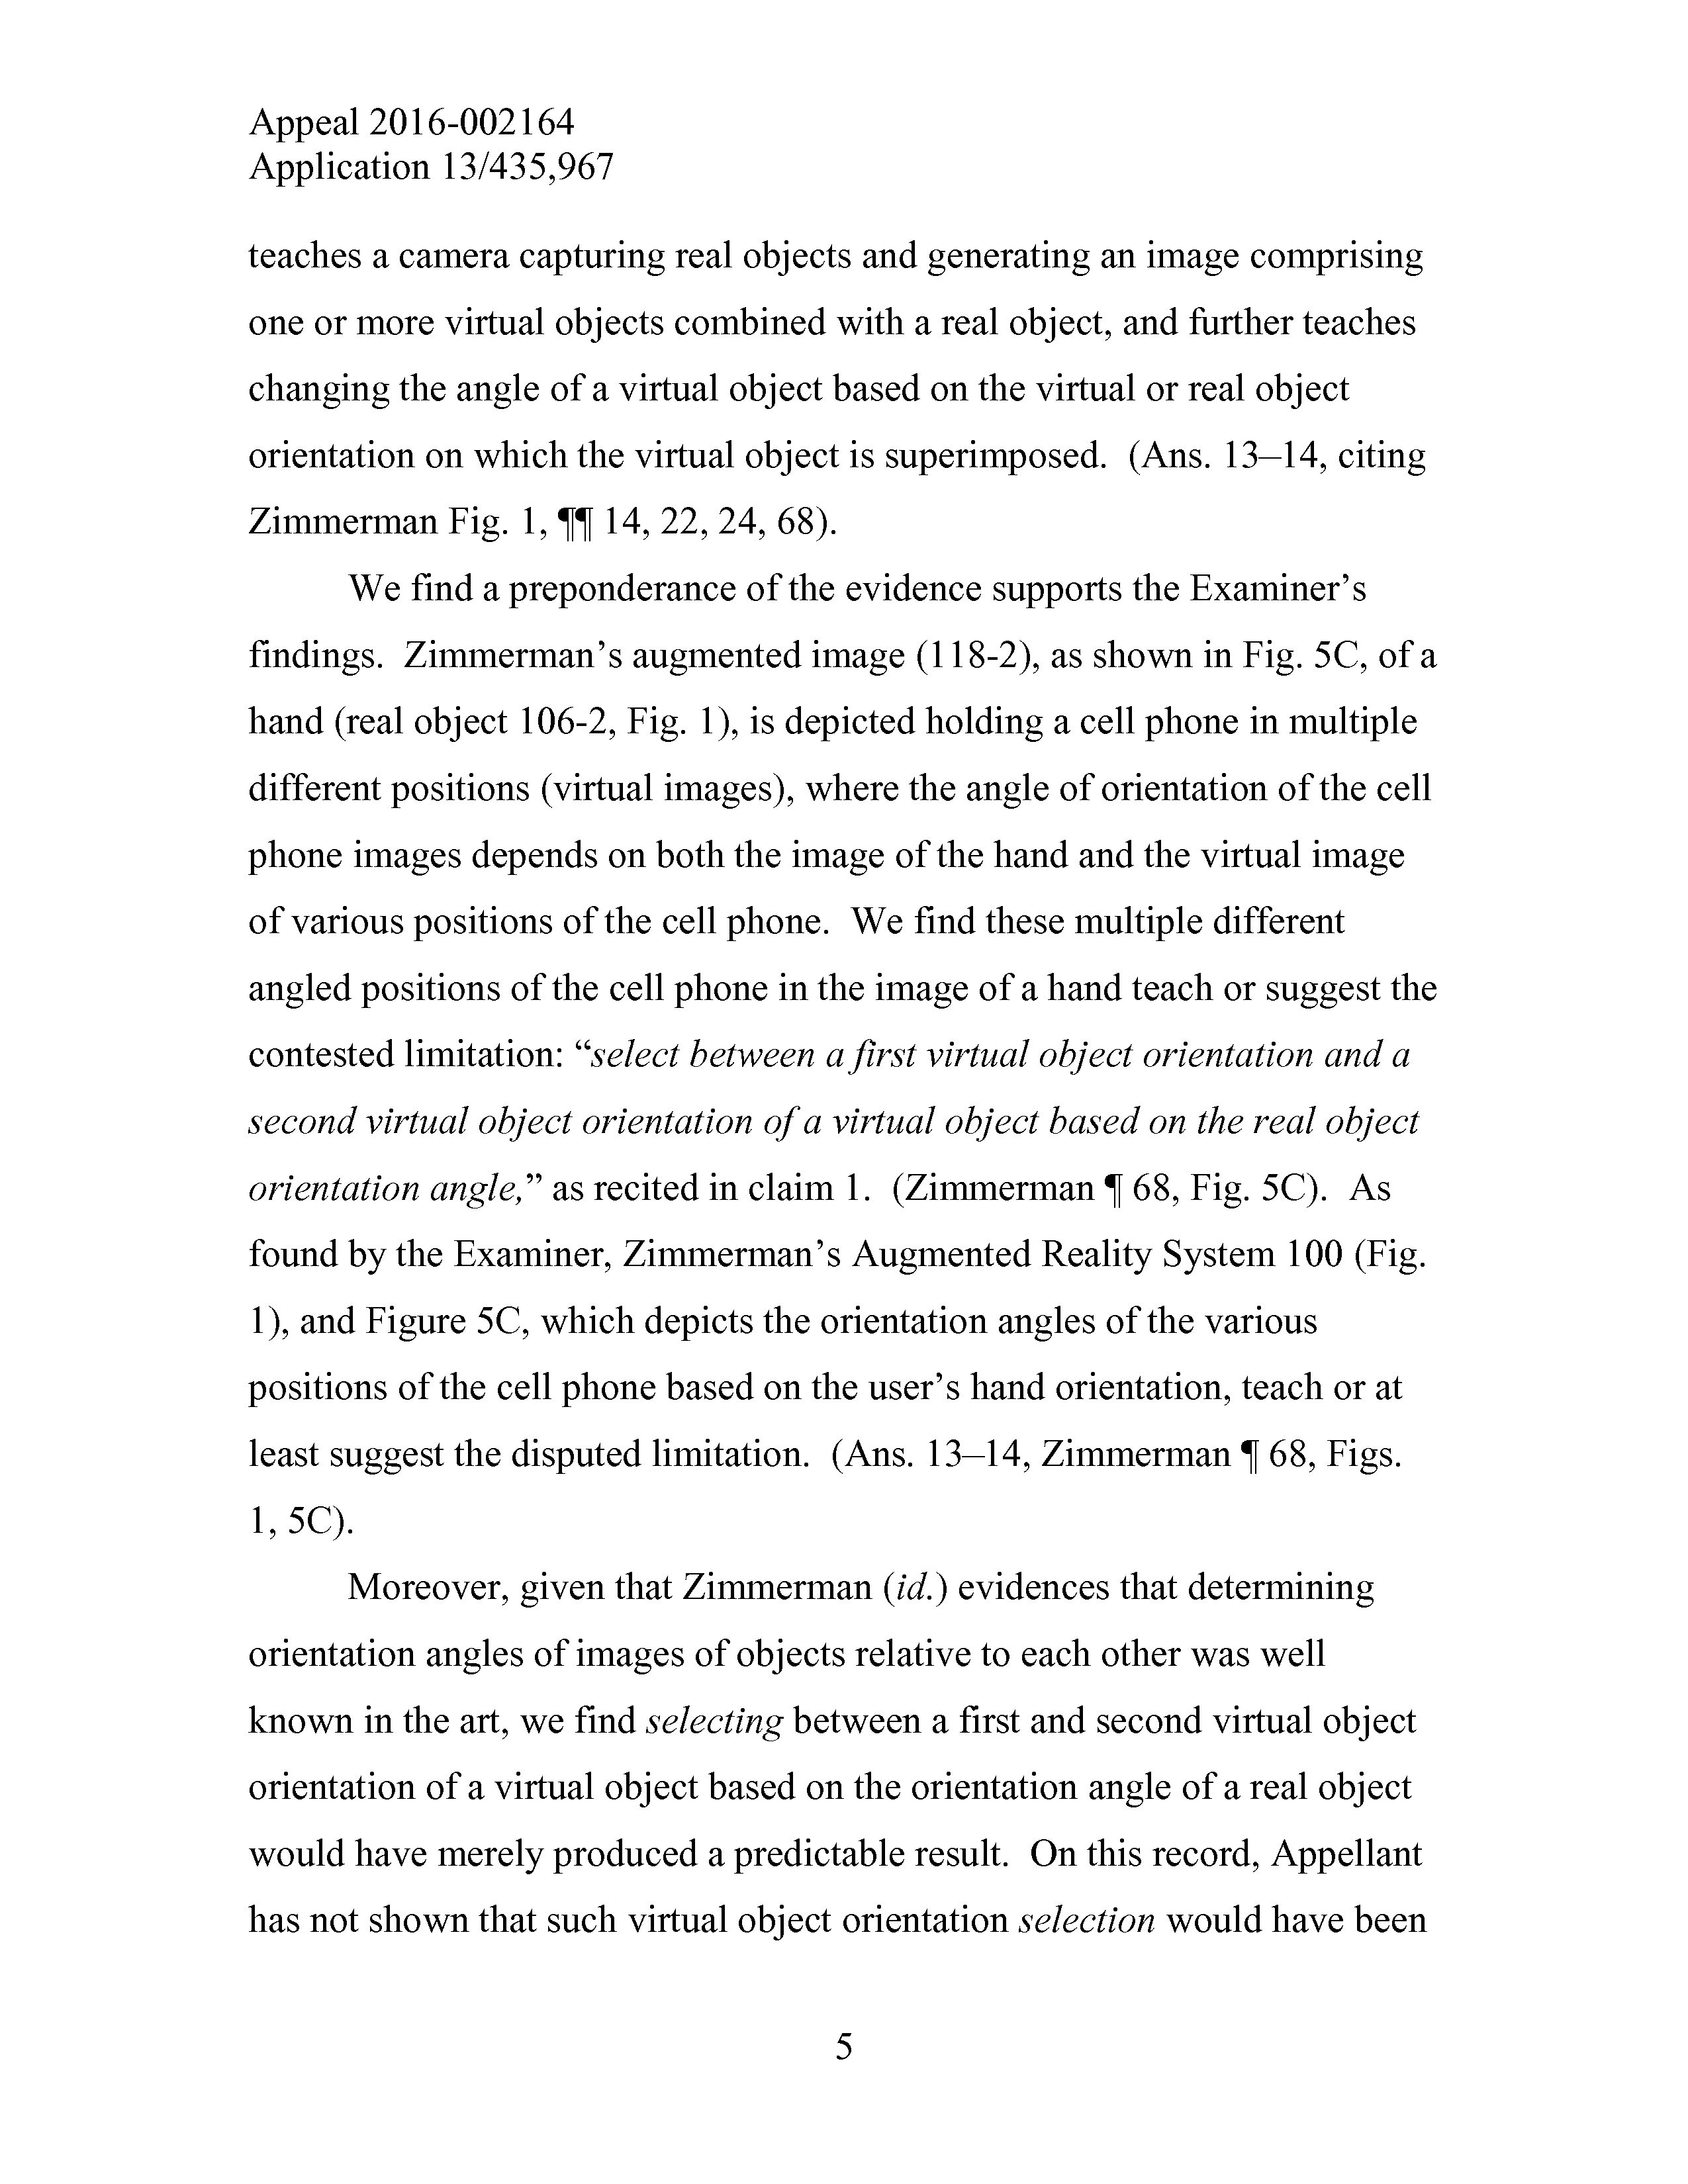 Appeal 2016-002164
Application 13/435,967
teaches a camera capturing real objects and generating an image comprising
one or more virtual objects combined with a real object, and further teaches
changing the angle of a virtual object based on the virtual or real object
orientation on which the virtual object is superimposed.  (Ans. 13–14, citing
Zimmerman Fig. 1, ¶¶ 14, 22, 24, 68).
We find a preponderance of the evidence supports the Examiner’s
findings.  Zimmerman’s augmented image (118-2), as shown in Fig. 5C, of a
hand (real object 106-2, Fig. 1), is depicted holding a cell phone in multiple
different positions (virtual images), where the angle of orientation of the cell
phone images depends on both the image of the hand and the virtual image
of various positions of the cell phone.  We find these multiple different
angled positions of the cell phone in the image of a hand teach or suggest the
contested limitation: “select between a first virtual object orientation and a
second virtual object orientation of a virtual object based on the real object
orientation angle,” as recited in claim 1.  (Zimmerman ¶ 68, Fig. 5C).  As
found by the Examiner, Zimmerman’s Augmented Reality System 100 (Fig.
1), and Figure 5C, which depicts the orientation angles of the various
positions of the cell phone based on the user’s hand orientation, teach or at
least suggest the disputed limitation.  (Ans. 13–14, Zimmerman ¶ 68, Figs.
1, 5C).
Moreover, given that Zimmerman (id.) evidences that determining
orientation angles of images of objects relative to each other was well
known in the art, we find selecting between a first and second virtual object
orientation of a virtual object based on the orientation angle of a real object
would have merely produced a predictable result.  On this record, Appellant
has not shown that such virtual object orientation selection would have been
5